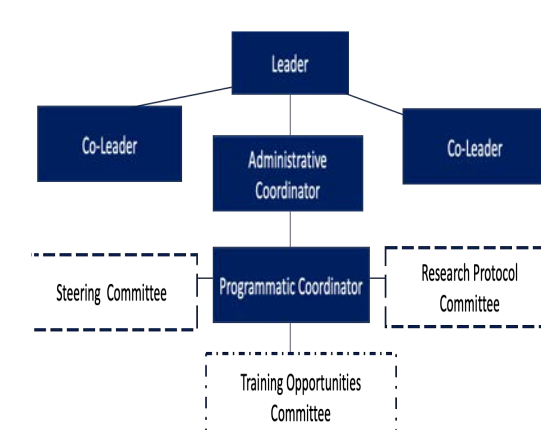 Leader
Co-Leader
Administrative
Coordinator
Co-Leader
Steering Committee
Programmatic Coordinator
Research Protocol
Committee
Training Opportunities
Committee